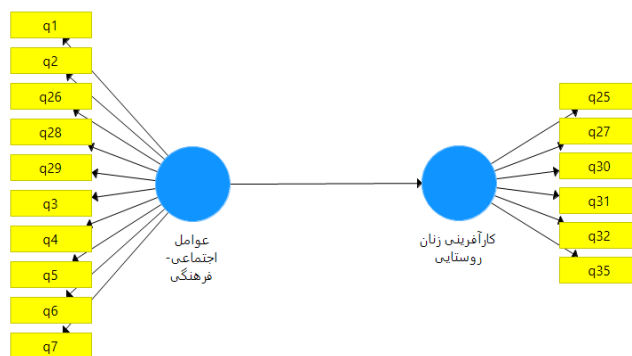 q1
q2
q26
q28
q29
q3
q4
q5
q6
q7
عوامل
اجتماعی-
فرهنگی
کارآفرینی زنان
روستایی
q25
q27
q30
q31
q32
q35